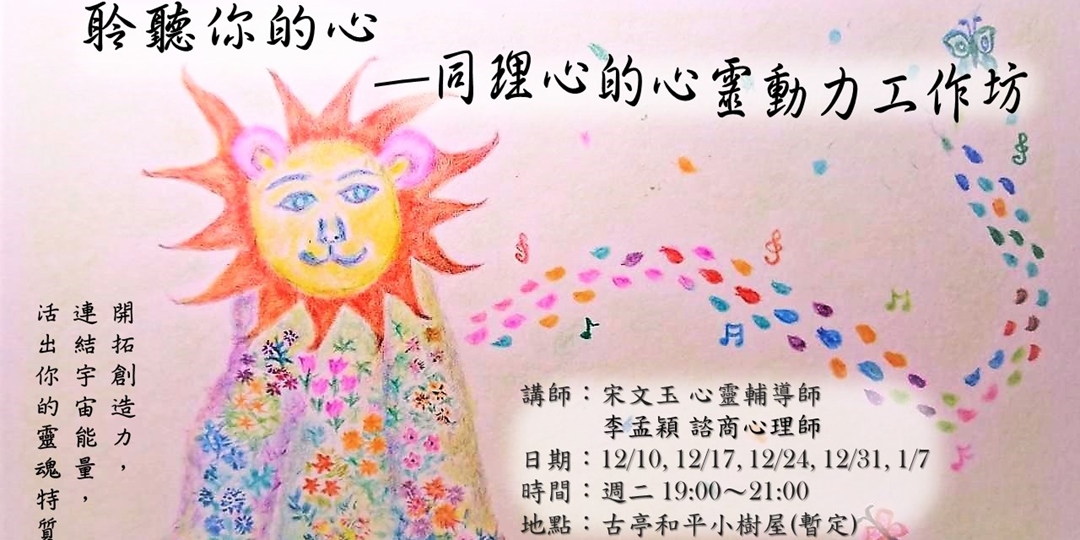 聆聽你的心
—同理心的心靈動力工作坊
開拓創造力，
連結宇宙能量，
活出你的靈魂特質
講師：宋文玉 心靈輔導師
李孟穎 諮商心理師
日期：12/10, 12/17, 12/24, 12/31, 1/7
時間：週二 19:00～21:00
地點：古亭和平小樹屋(暫定)